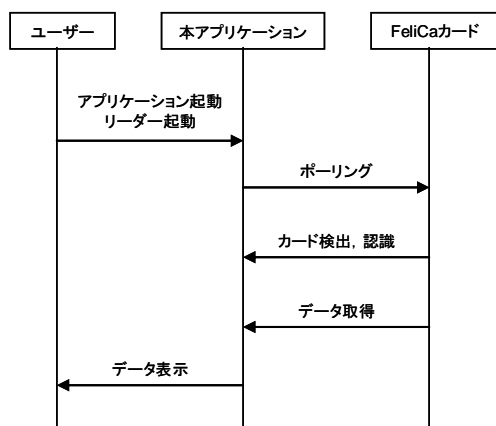 ユーザー
本アプリケーション
FeliCaカード
アプリケーション起動
リーダー起動
ポーリング
カード検出, 認識
データ取得
データ表示